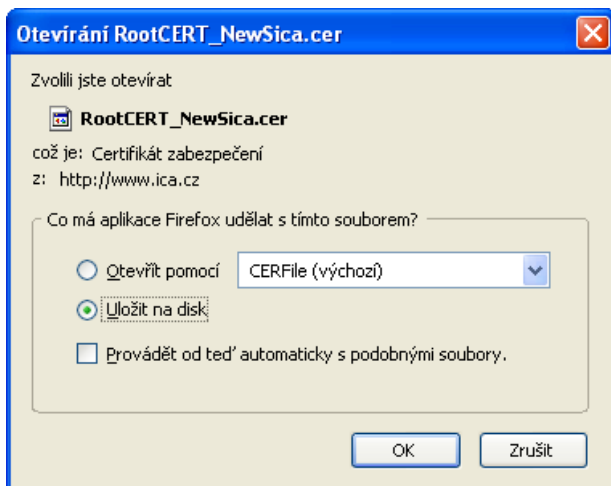 Otevírání RootCERT_NewSica.cer
Zvolili jste otevírat
RootCERT_NewSica.cer
což je: Certifikát zabezpečení
z: http://www.ica.cz
Co má aplikace Firefox udělat s tímto souborem?
Otevřít pomocí CERFile (výchozí)
Uložit na disk
Provádět od teď automaticky s podobnými soubory.
OK Zrušit